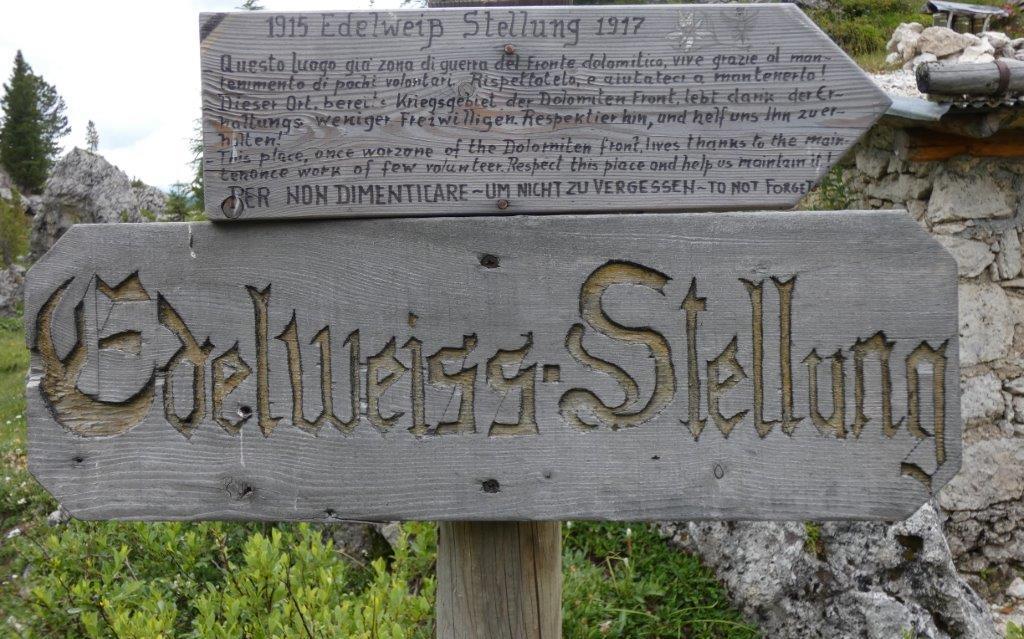 1915 Edelweiß Stellung 1917
Questo luogo gia' zona di guerra del fronte dolomitico, vive grazie al man-
tenimento di pochi volontari. Rispettatelo, e aiutateci a mantenerlo!
Dieser Ort, bereit's Kriegsgebiet, der Dolomiten Front, lebt dank der Er-
haltungs weniger Freiwilligen. Respektier hin, und helf uns Ihn zu er-
halten!
This place, once warzone of the Dolomiten front, lives thanks to the main
tenance work of few volunteer. Respect this place and help us maintain it!
PER NON DIMENTICARE ~ UM NICHT ZU VERGESSEN ~ TO NOT FORGET
Edelweiss-Stellung